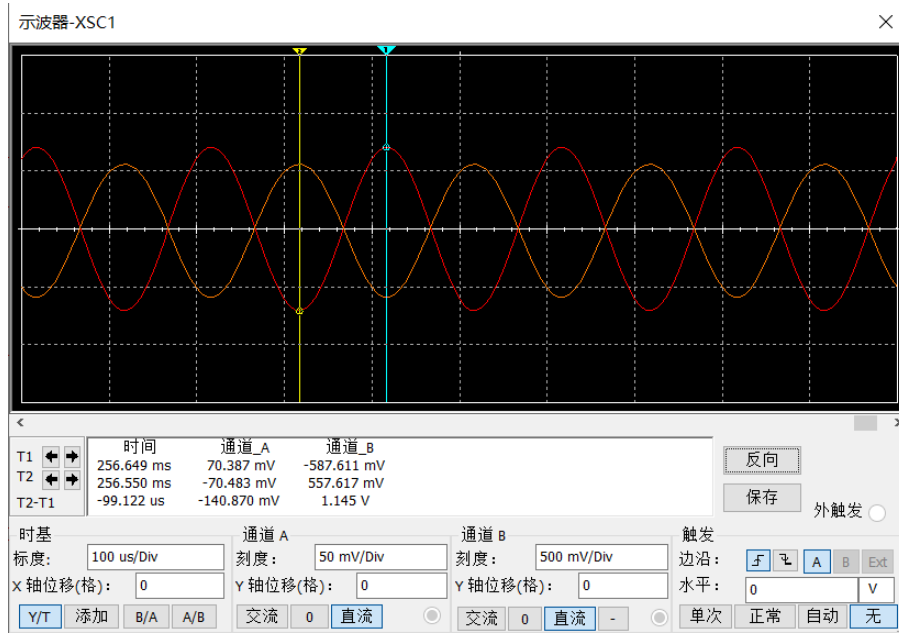 示波器-XSC1
2 1
时间 通道_A 通道_B
T1 256.649 ms 70.387 mV -587.611 mV
T2 256.550 ms -70.483 mV 557.617 mV
T2-T1 -99.122 us -140.870 mV 1.145 V
反向
保存
外触发
时基 通道 A 通道 B 触发
标度: 100 us/Div 刻度: 50 mV/Div 刻度: 500 mV/Div 边沿: A B Ext
X 轴位移(格): 0 Y 轴位移(格): 0 Y 轴位移(格): 0 水平: 0 V
Y/T 添加 B/A A/B 交流 0 直流 交流 0 直流 - 单次 正常 自动 无